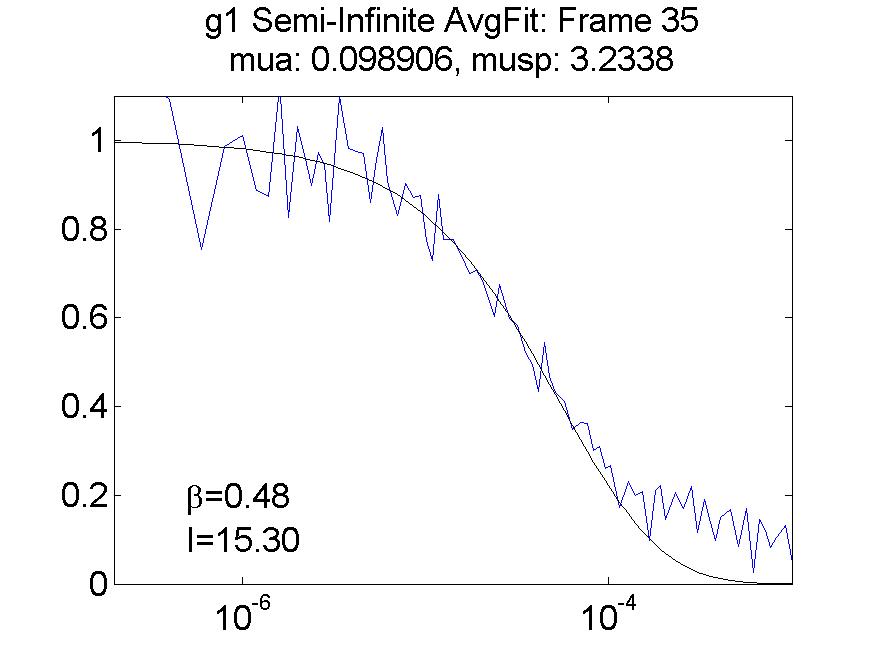 g1 Semi-Infinite AvgFit: Frame 35
mua: 0.098906, musp: 3.2338
1
0.8
0.6
0.4
0.2
0
β=0.48
I=15.30
10^-6
10^-4